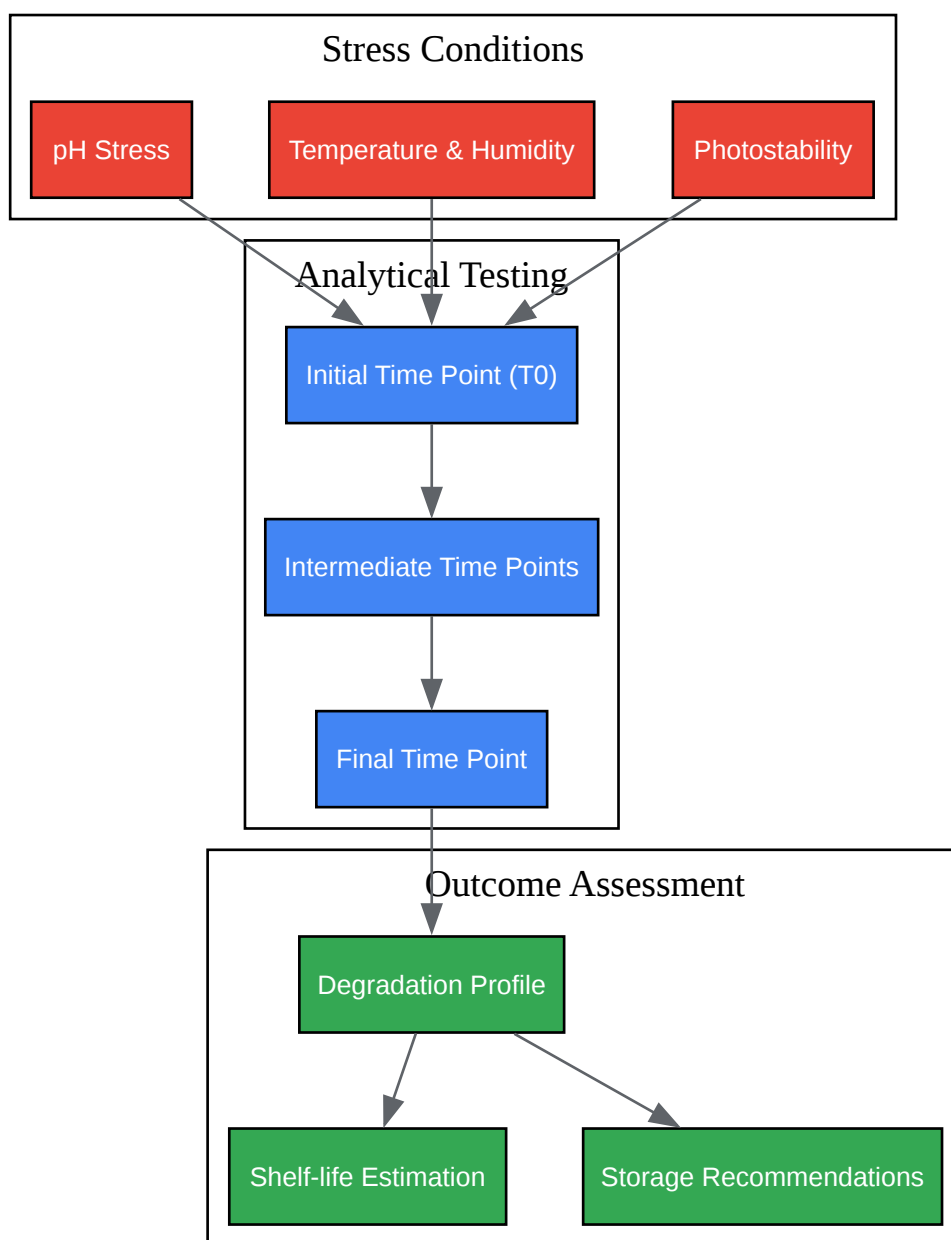 Stress Conditions
pH Stress
Temperature & Humidity
Photostability
Analytical Testing
Initial Time Point (T0)
Intermediate Time Points
Final Time Point
Outcome Assessment
Degradation Profile
Shelf-life Estimation
Storage Recommendations